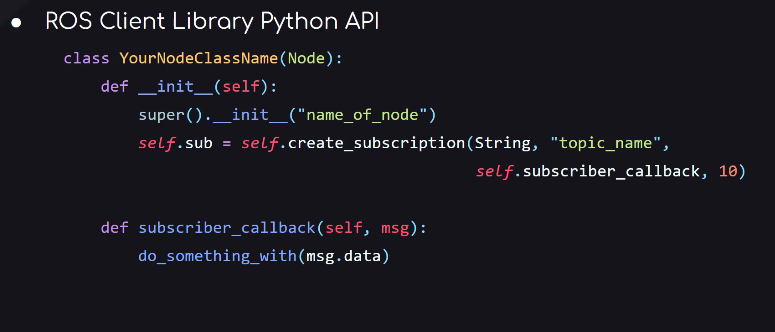 ROS Client Library Python API
class YourNodeClassName(Node):
def __init__(self):
super().__init__("name_of_node")
self.sub = self.create_subscription(String, "topic_name",
self.subscriber_callback, 10)
def subscriber_callback(self, msg):
do_something_with(msg.data)